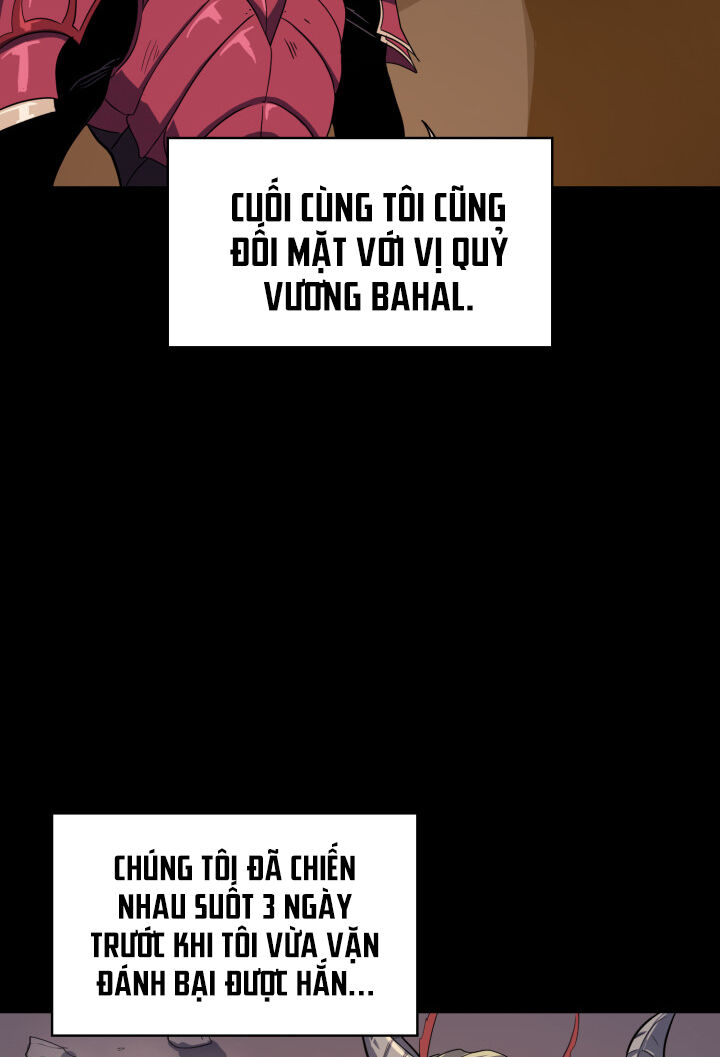 CUỐI CÙNG TÔI CŨNG
ĐỐI MẶT VỚI VỊ QUỶ
VƯƠNG BAHAL.
CHÚNG TÔI ĐÃ CHIẾN
NHAU SUỐT 3 NGÀY
TRƯỚC KHI TÔI VỪA VẶN
ĐÁNH BẠI ĐƯỢC HẮN...